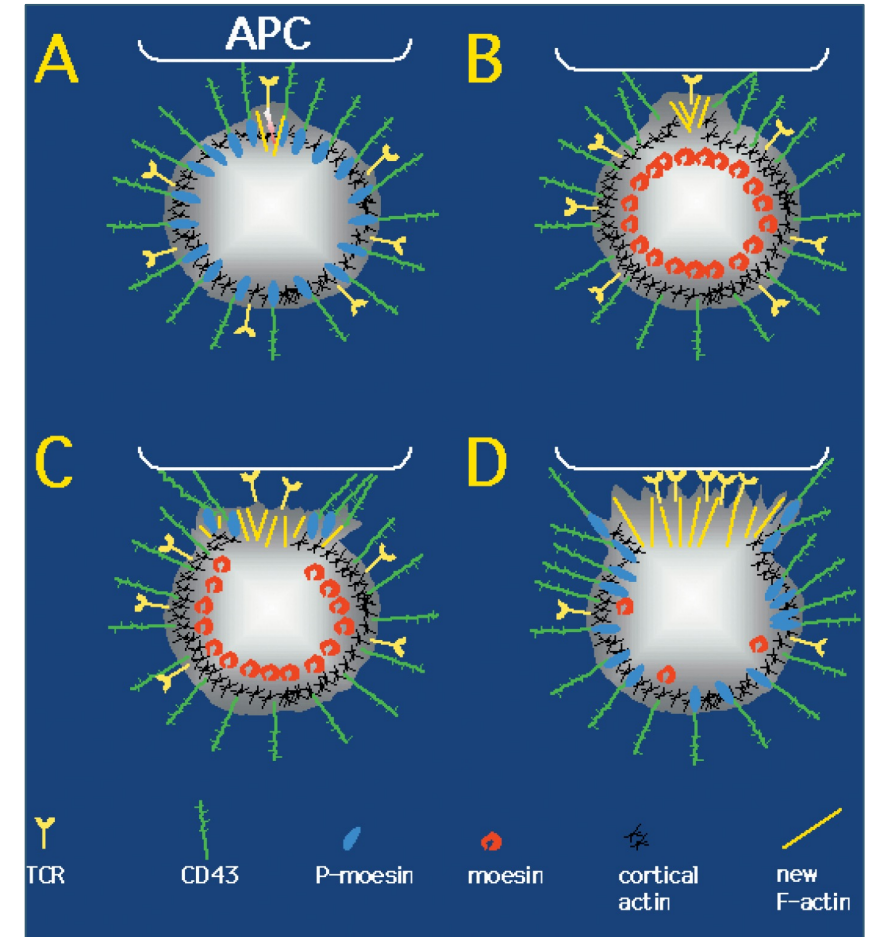 A
APC
B
C
D
TCR
CD43
P-moesin
moesin
cortical
actin
new
F-actin